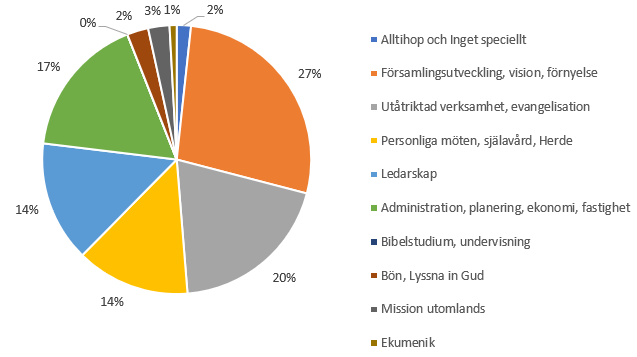 2%
27%
20%
14%
14%
17%
0%
2%
3%
1%
Alltihop och Inget speciellt
Församlingsutveckling, vision, förnyelse
Utåtriktad verksamhet, evangelisation
Personliga möten, själavård, Herde
Ledarskap
Administration, planering, ekonomi, fastighet
Bibelstudium, undervisning
Bön, Lyssna in Gud
Mission utomlands
Ekumenik